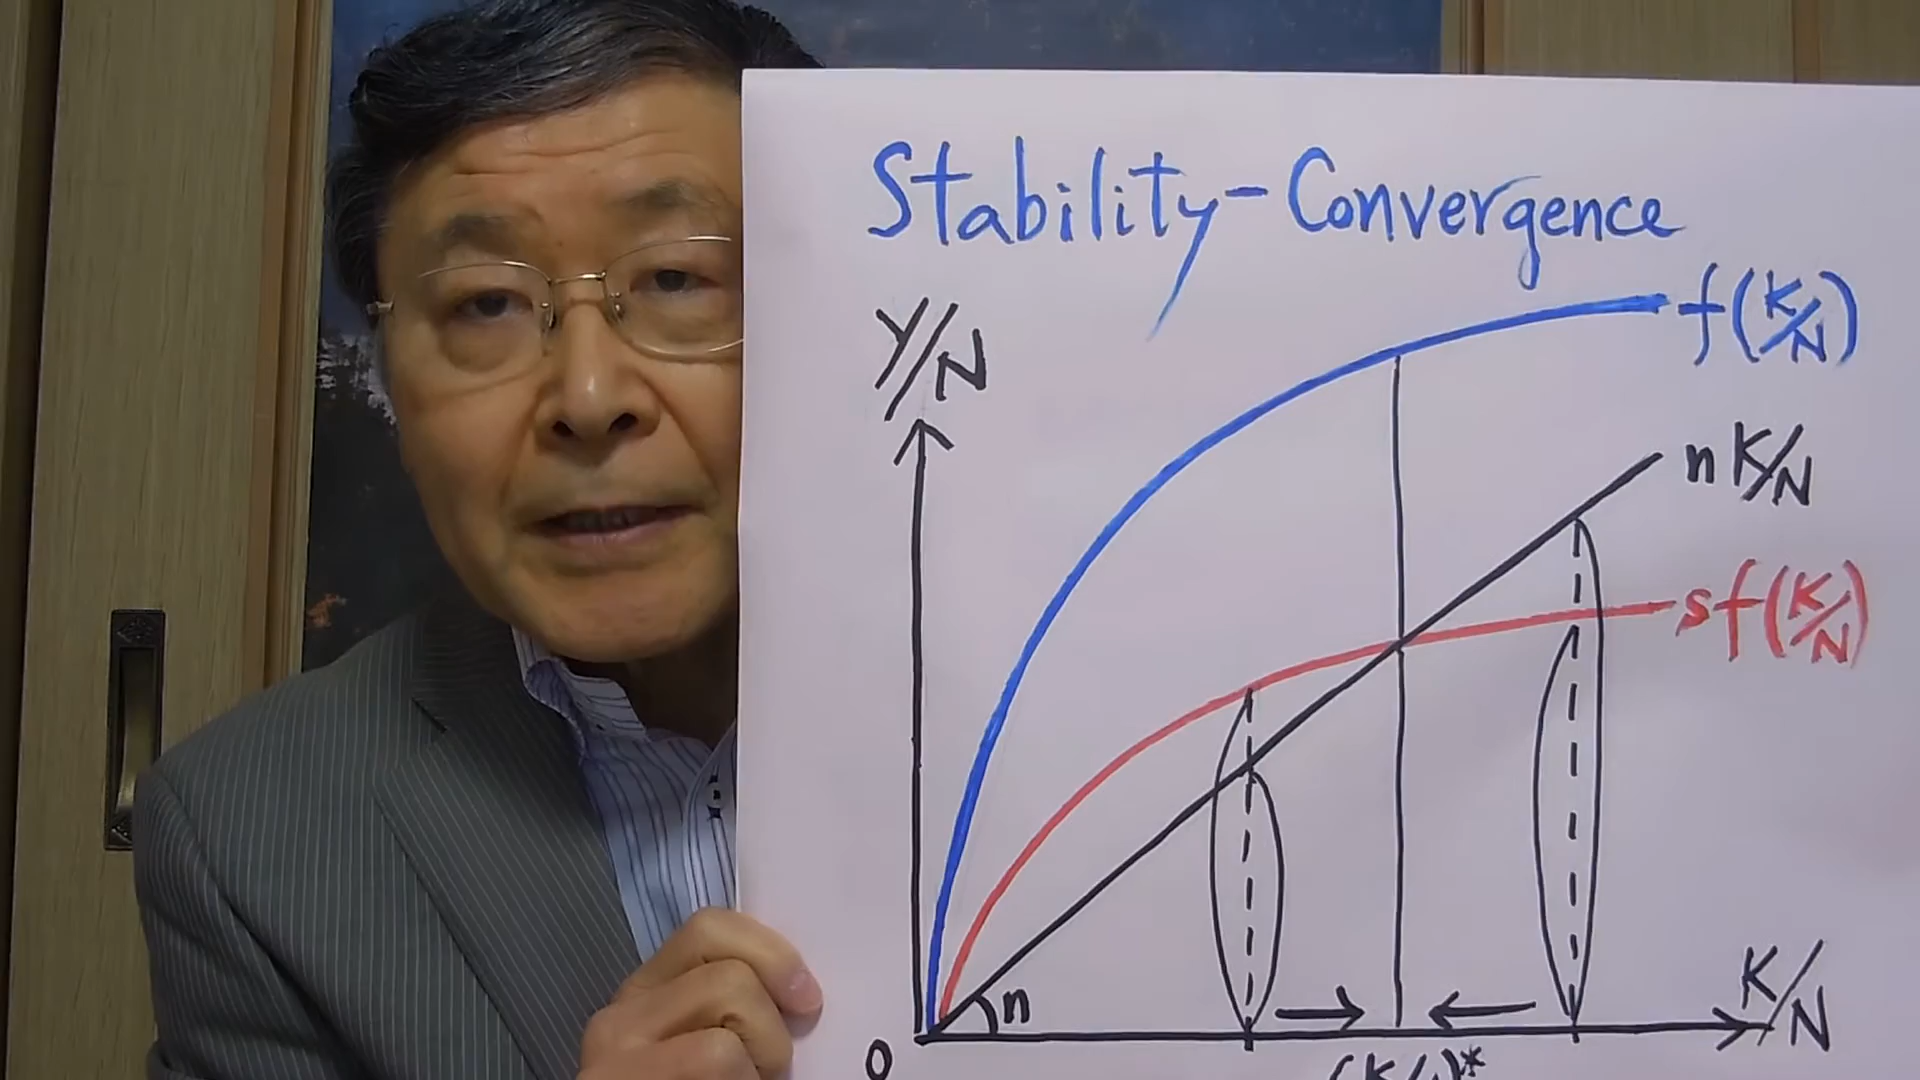 Stability-Convergence
f(K/N)
Y/N
nK/N
sf(K/N)
n
K/N
0